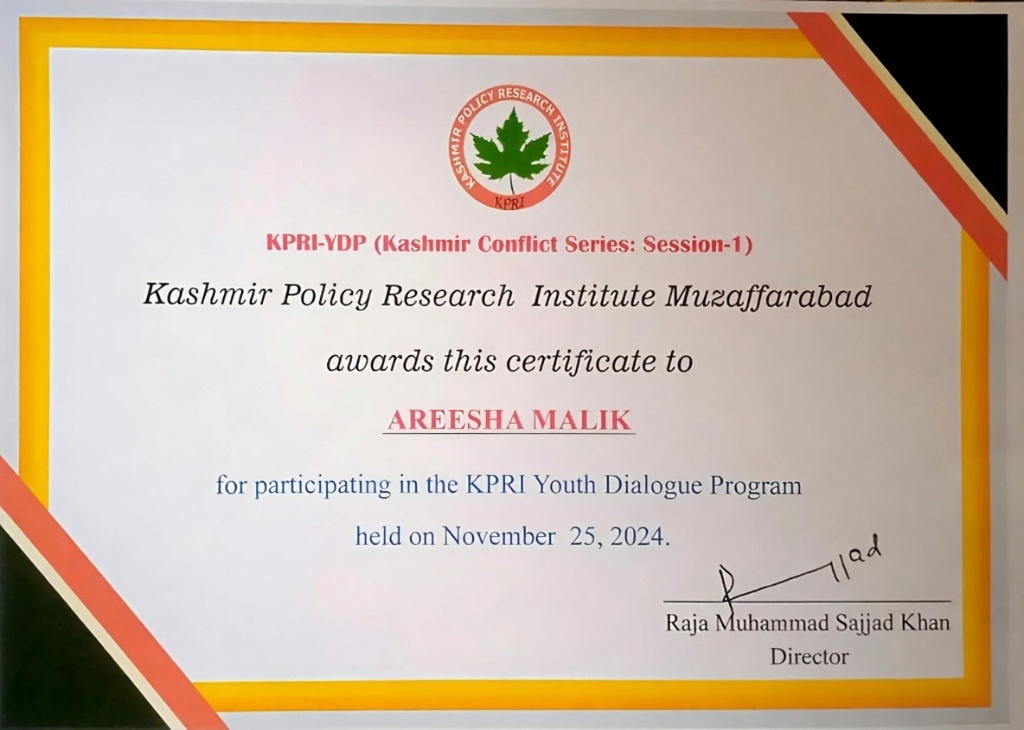 KASHMIR POLICY RESEARCH INSTITUTE
KPRI
KPRI-YDP (Kashmir Conflict Series: Session-1)
Kashmir Policy Research Institute Muzaffarabad
awards this certificate to
AREESHA MALIK
for participating in the KPRI Youth Dialogue Program
held on November 25, 2024.
Raja Muhammad Sajjad Khan
Director